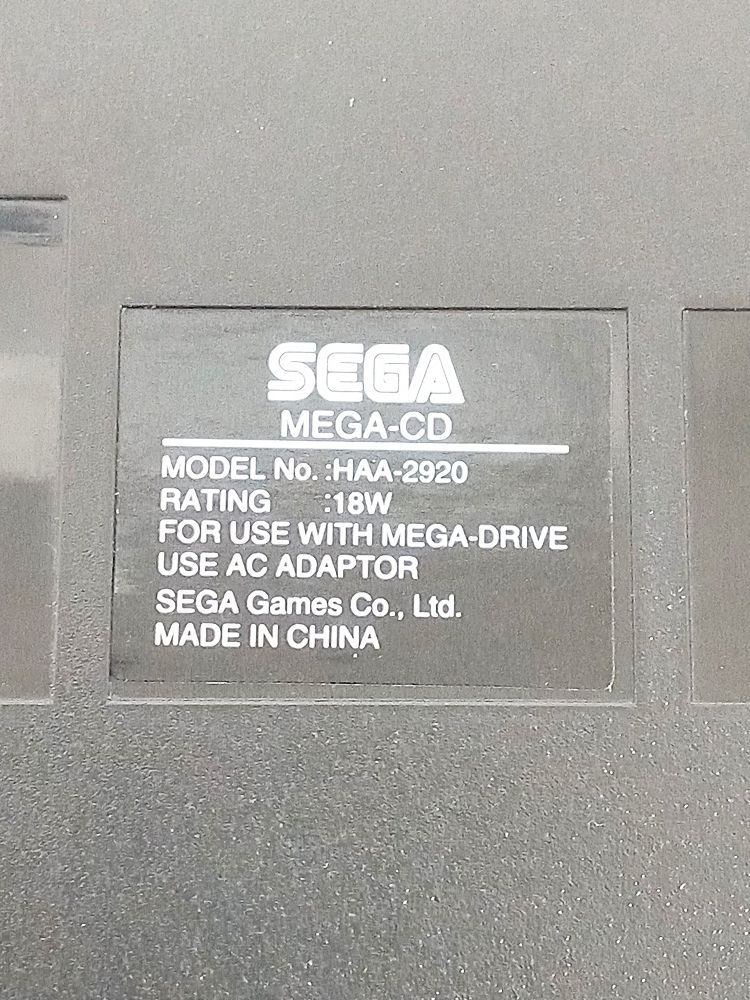 SEGA
MEGA-CD
MODEL No. :HAA-2920
RATING :18W
FOR USE WITH MEGA-DRIVE
USE AC ADAPTOR
SEGA Games Co., Ltd.
MADE IN CHINA